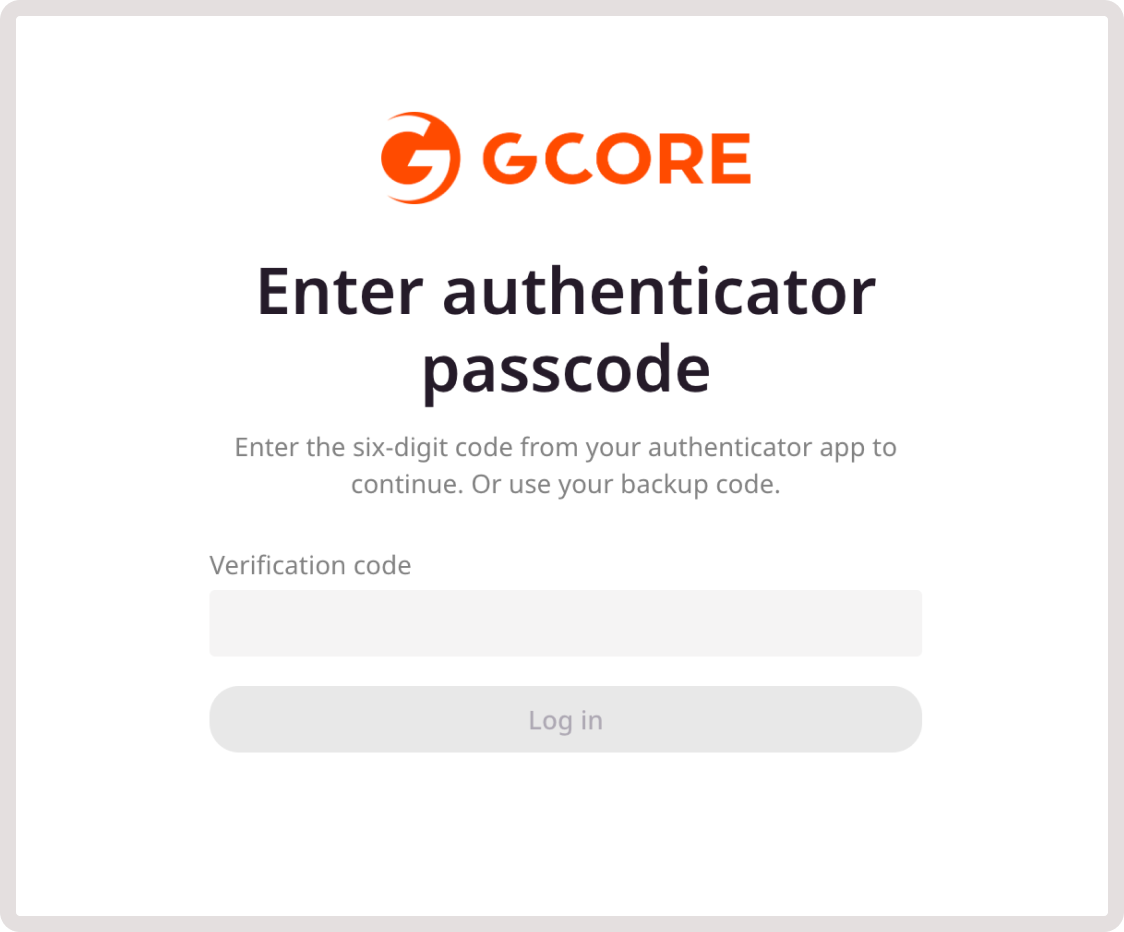 GCORE
Enter authenticator
passcode
Enter the six-digit code from your authenticator app to
continue. Or use your backup code.
Verification code
Log in